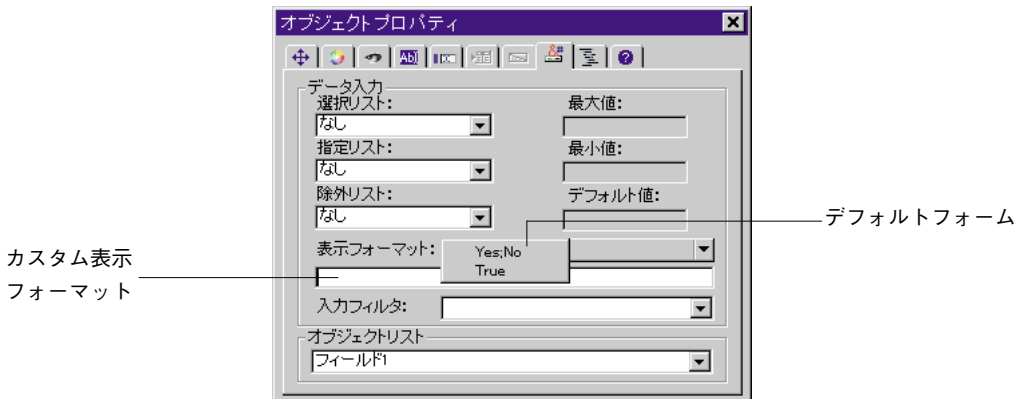 オブジェクトプロパティ
データ入力
選択リスト: 最大値:
なし
指定リスト: 最小値:
なし
除外リスト: デフォルト値:
なし
デフォルトフォーム
表示フォーマット: Yes;No
True
カスタム表示
フォーマット
入力フィルタ:
オブジェクトリスト
フィールド1